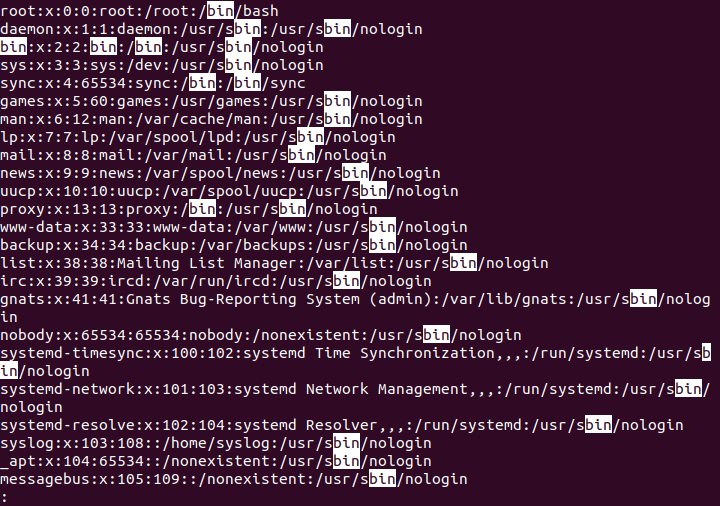 root:x:0:0:root:/root:/bin/bash
daemon:x:1:1:daemon:/usr/sbin:/usr/sbin/nologin
bin:x:2:2:bin:/bin:/usr/sbin/nologin
sys:x:3:3:sys:/dev:/usr/sbin/nologin
sync:x:4:65534:sync:/bin:/bin/sync
games:x:5:60:games:/usr/games:/usr/sbin/nologin
man:x:6:12:man:/var/cache/man:/usr/sbin/nologin
lp:x:7:7:lp:/var/spool/lpd:/usr/sbin/nologin
mail:x:8:8:mail:/var/mail:/usr/sbin/nologin
news:x:9:9:news:/var/spool/news:/usr/sbin/nologin
uucp:x:10:10:uucp:/var/spool/uucp:/usr/sbin/nologin
proxy:x:13:13:proxy:/bin:/usr/sbin/nologin
www-data:x:33:33:www-data:/var/www:/usr/sbin/nologin
backup:x:34:34:backup:/var/backups:/usr/sbin/nologin
list:x:38:38:Mailing List Manager:/var/list:/usr/sbin/nologin
irc:x:39:39:ircd:/var/run/ircd:/usr/sbin/nologin
gnats:x:41:41:Gnats Bug-Reporting System (admin):/var/lib/gnats:/usr/sbin/nolog
in
nobody:x:65534:65534:nobody:/nonexistent:/usr/sbin/nologin
systemd-timesync:x:100:102:systemd Time Synchronization,,,:/run/systemd:/usr/sb
in/nologin
systemd-network:x:101:103:systemd Network Management,,,:/run/systemd:/usr/sbin/
nologin
systemd-resolve:x:102:104:systemd Resolver,,,:/run/systemd:/usr/sbin/nologin
syslog:x:103:108::/home/syslog:/usr/sbin/nologin
_apt:x:104:65534::/nonexistent:/usr/sbin/nologin
messagebus:x:105:109::/nonexistent:/usr/sbin/nologin
: